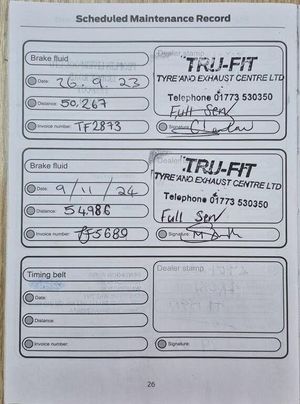 Scheduled Maintenance Record
Brake fluid
Date: 26.9.23
Distance: 50,267
Invoice number: TF2873
Dealer stamp
TRU-FIT
TYRE AND EXHAUST CENTRE LTD
Telephone 01773 530350
Full Serv
Signature:
Brake fluid
Date: 9/11/24
Distance: 54986
Invoice number: TF5689
Dealer
TRU-FIT
TYRE AND EXHAUST CENTRE LTD
Telephone 01773 530350
Full Serv
Signature:
Timing belt
Date:
Distance:
Invoice number:
Dealer stamp
Signature:
26